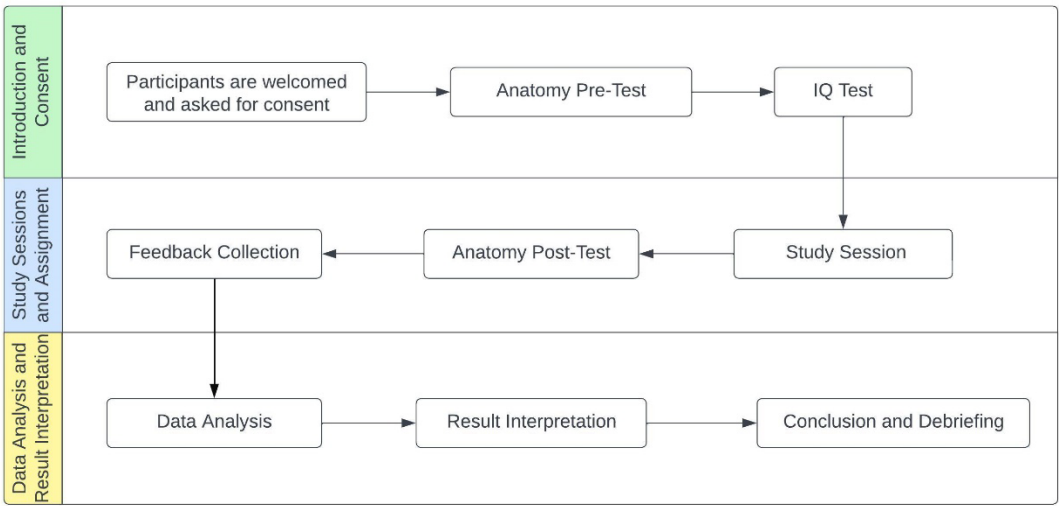 Introduction and
Consent
Participants are welcomed
and asked for consent
Anatomy Pre-Test
IQ Test
Study Sessions
and Assignment
Feedback Collection
Anatomy Post-Test
Study Session
Data Analysis and
Result Interpretation
Data Analysis
Result Interpretation
Conclusion and Debriefing